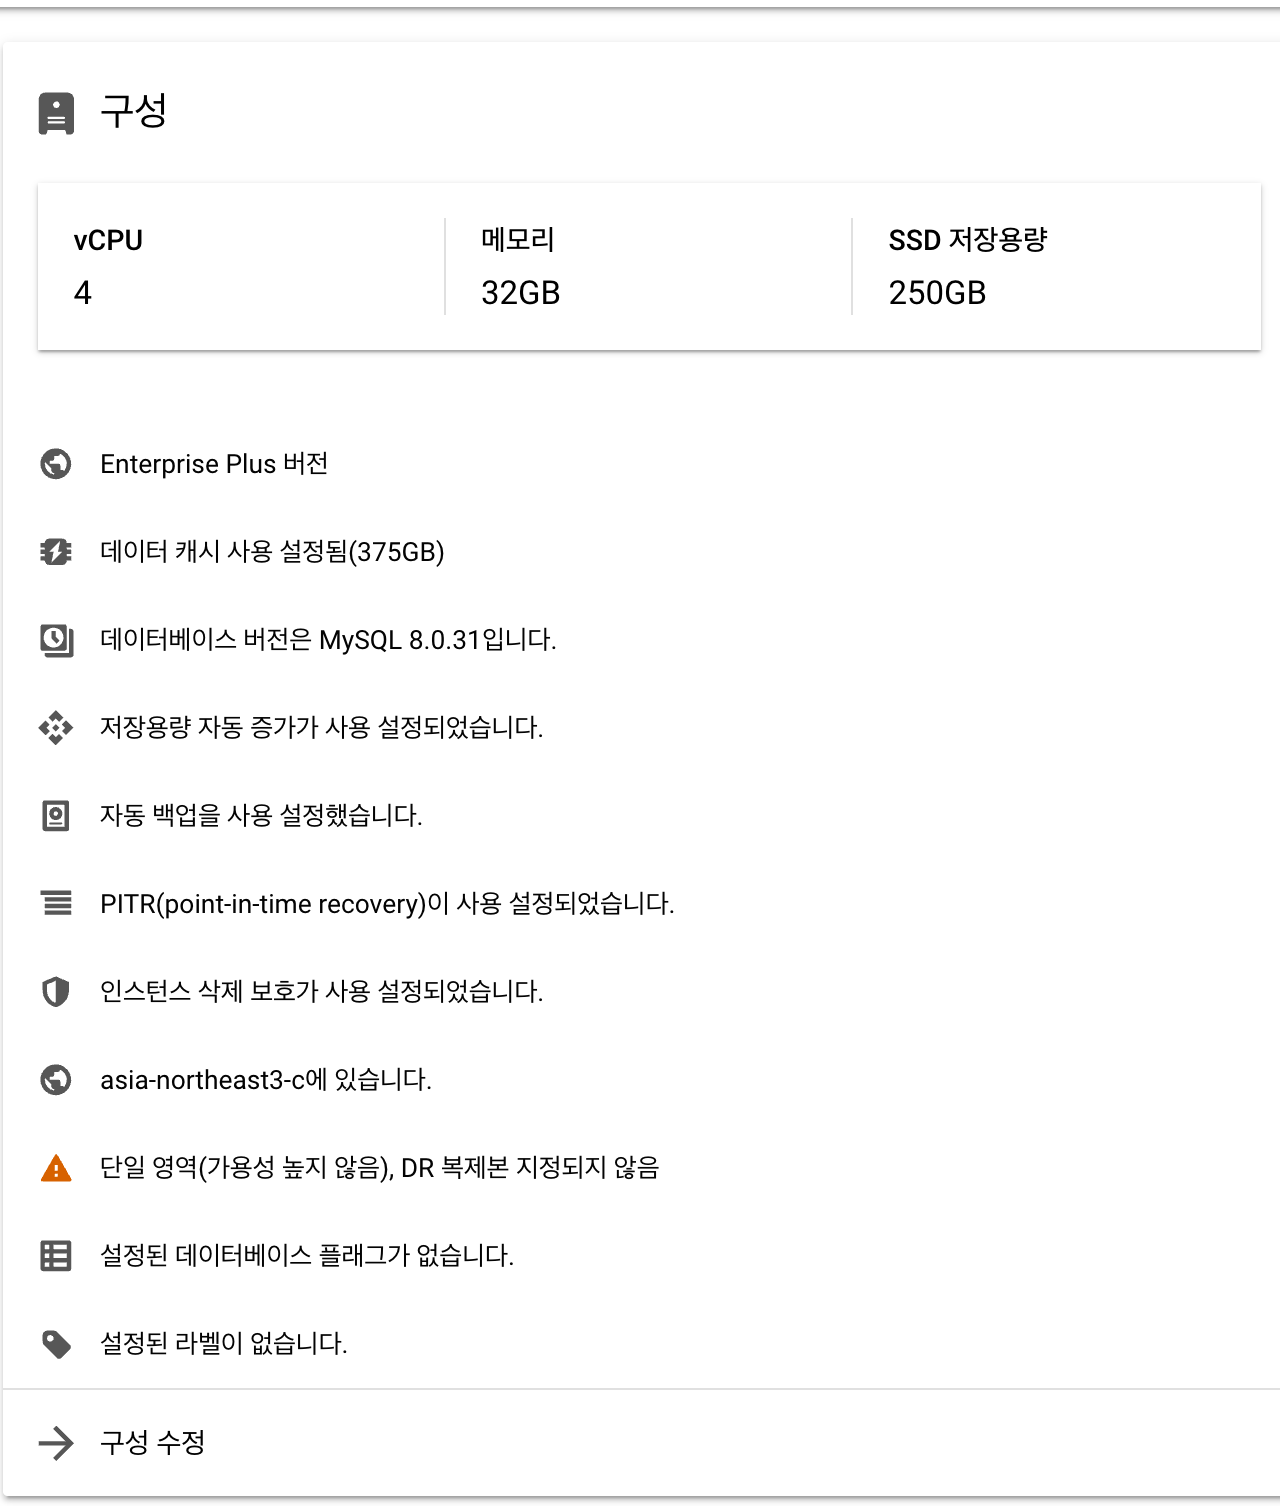 구성
vCPU
4
메모리
32GB
SSD 저장용량
250GB
Enterprise Plus 버전
데이터 캐시 사용 설정됨(375GB)
데이터베이스 버전은 MySQL 8.0.31입니다.
저장용량 자동 증가가 사용 설정되었습니다.
자동 백업을 사용 설정했습니다.
PITR(point-in-time recovery)이 사용 설정되었습니다.
인스턴스 삭제 보호가 사용 설정되었습니다.
asia-northeast3-c에 있습니다.
단일 영역(가용성 높지 않음), DR 복제본 지정되지 않음
설정된 데이터베이스 플래그가 없습니다.
설정된 라벨이 없습니다.
구성 수정